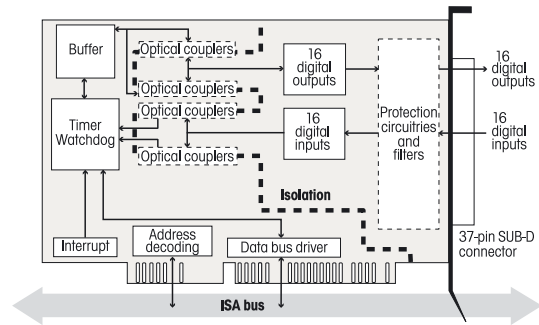 Buffer
Optical couplers
16
digital
outputs
16
digital
outputs
Optical couplers
Optical couplers
Timer
Watchdog
16
digital
inputs
Protection
circuitries
and
filters
16
digital
inputs
Optical couplers
Isolation
Interrupt
Address
decoding
Data bus driver
37-pin SUB-D
connector
ISA bus